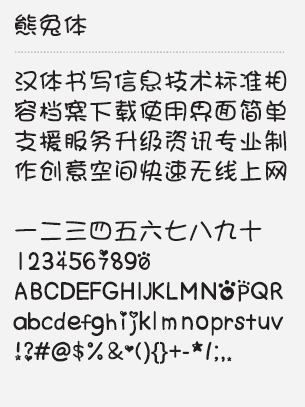 熊兔体
汉体书写信息技术标准相
容档案下载使用界面简单
支援服务升级资讯专业制
作创意空间快速无线上网
一二三四五六七八九十
1234567890
ABCDEFGHIJKLMNOPQR
abcdefghijklmnoprstuv
!?#@$%&♥(){}+-*/:;,.